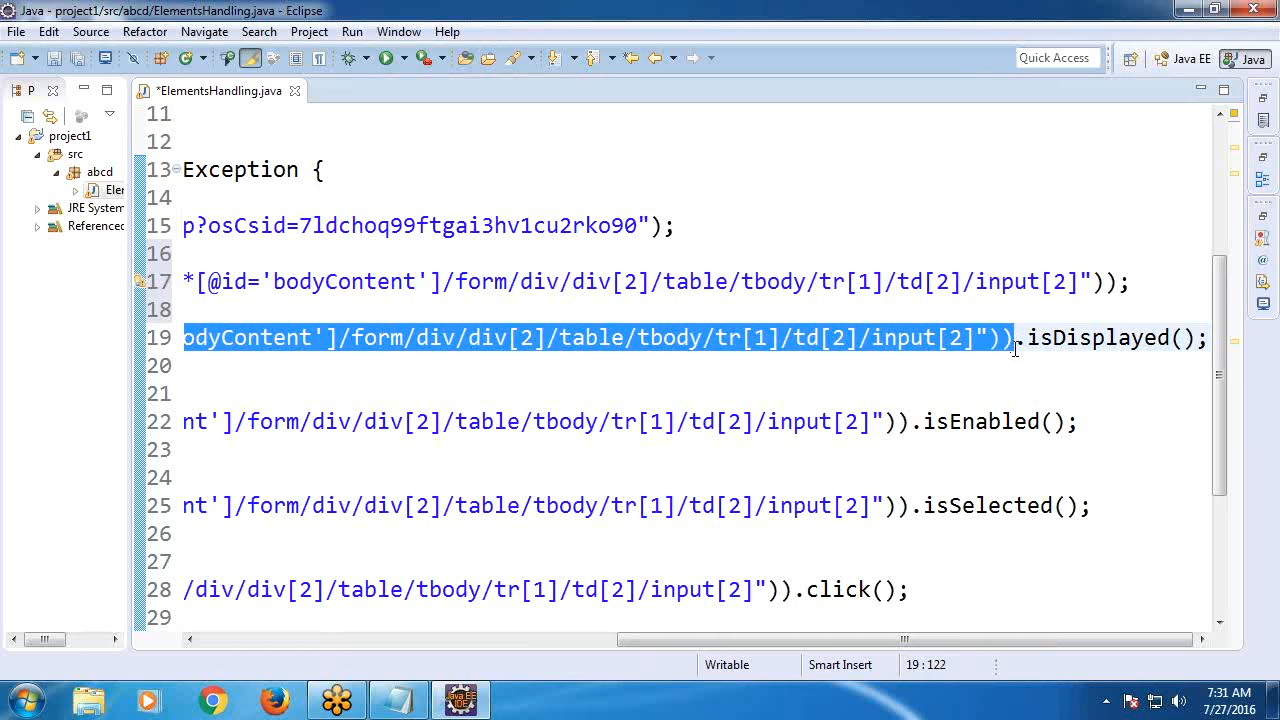 Java - project1/src/abcd/ElementsHandling.java - Eclipse
File Edit Source Refactor Navigate Search Project Run Window Help
Quick Access Java EE Java
P *ElementsHandling.java
project1
src
abcd
Eler
JRE System
Referenced
11
12
13 Exception {
14
15 p?osCsid=7ldchoq99ftgai3hv1cu2rko90");
16
17 *[@id='bodyContent']/form/div/div[2]/table/tbody/tr[1]/td[2]/input[2]"));
18
19 odyContent']/form/div/div[2]/table/tbody/tr[1]/td[2]/input[2]")).isDisplayed();
20
21
22 nt']/form/div/div[2]/table/tbody/tr[1]/td[2]/input[2]")).isEnabled();
23
24
25 nt']/form/div/div[2]/table/tbody/tr[1]/td[2]/input[2]")).isSelected();
26
27
28 /div/div[2]/table/tbody/tr[1]/td[2]/input[2]")).click();
29
Writable Smart Insert 19 : 122
Java EE
IDE
7:31 AM
7/27/2016